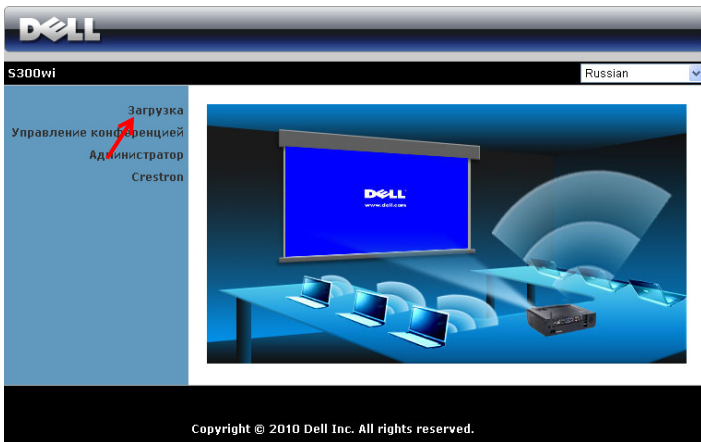 DELL
S300wi
Russian
Загрузка
Управление конференцией
Администратор
Crestron
DELL
www.dell.com
Copyright © 2010 Dell Inc. All rights reserved.